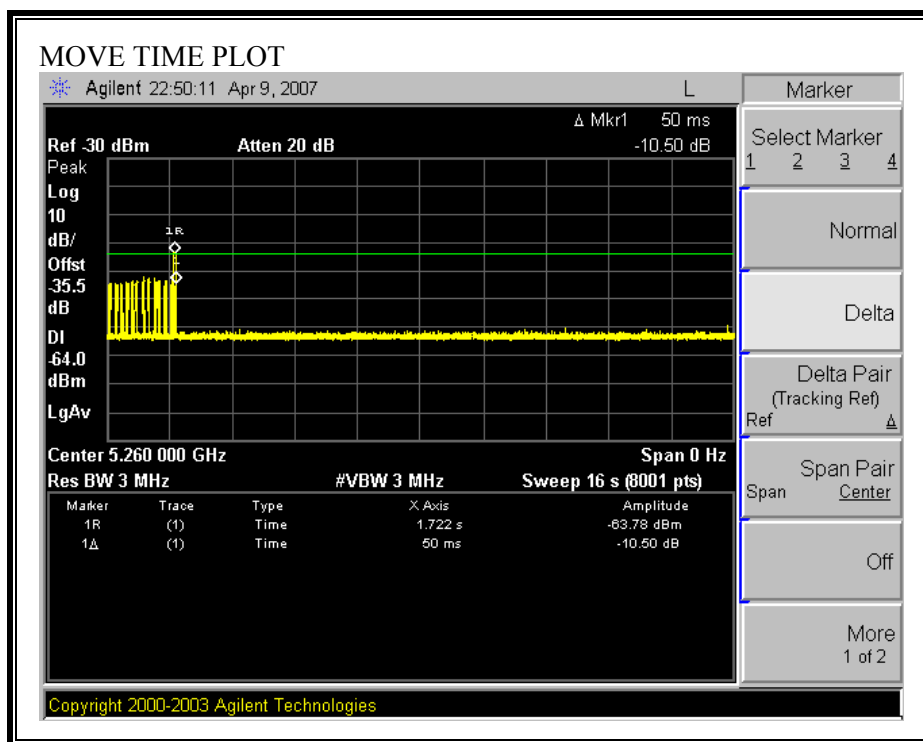 MOVE TIME PLOT
Agilent 22:50:11 Apr 9, 2007 L
Δ Mkr1 50 ms
Ref -30 dBm Atten 20 dB -10.50 dB
Peak
Log
10
dB/
Offst
-35.5
dB
DI
-64.0
dBm
LgAv
1R
Center 5.260 000 GHz Span 0 Hz
Res BW 3 MHz #VBW 3 MHz Sweep 16 s (8001 pts)
Marker Trace Type X Axis Amplitude
1R (1) Time 1.722 s -63.78 dBm
1Δ (1) Time 50 ms -10.50 dB
Copyright 2000-2003 Agilent Technologies
Marker
Select Marker
1 2 3 4
Normal
Delta
Delta Pair
(Tracking Ref)
Ref Δ
Span Pair
Span Center
Off
More
1 of 2